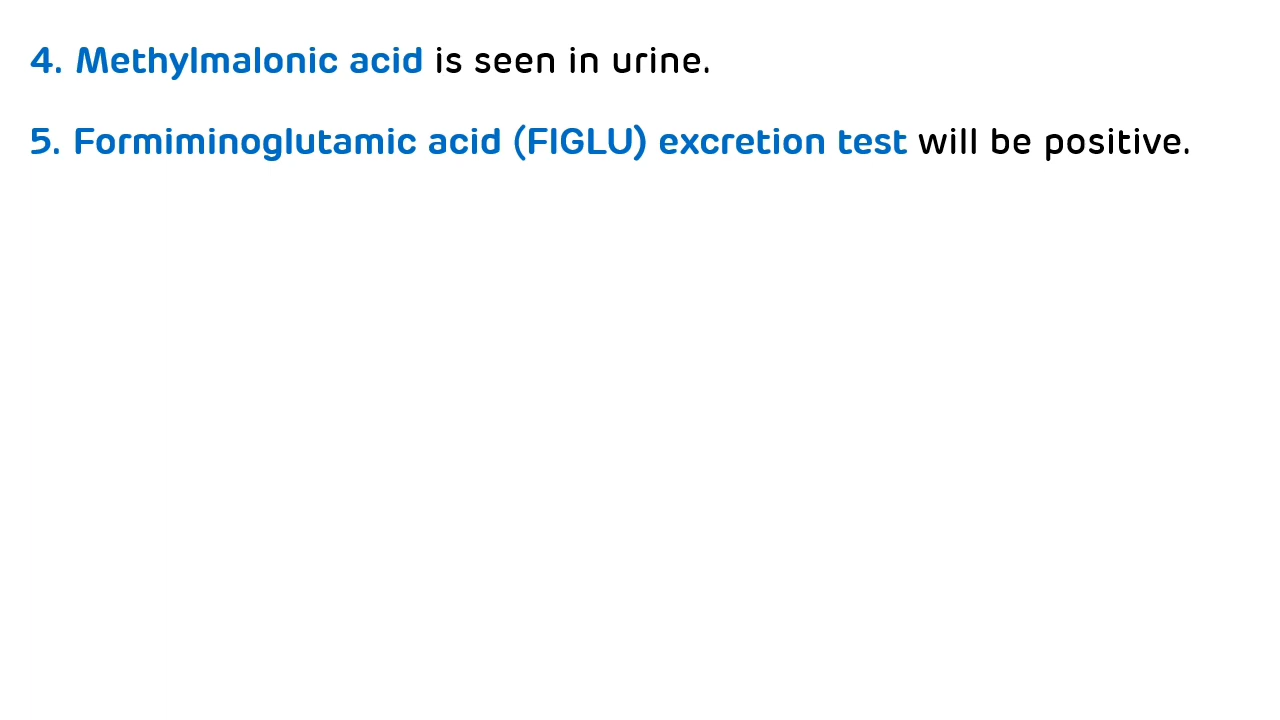 4. Methylmalonic acid is seen in urine.
5. Formiminoglutamic acid (FIGLU) excretion test will be positive.